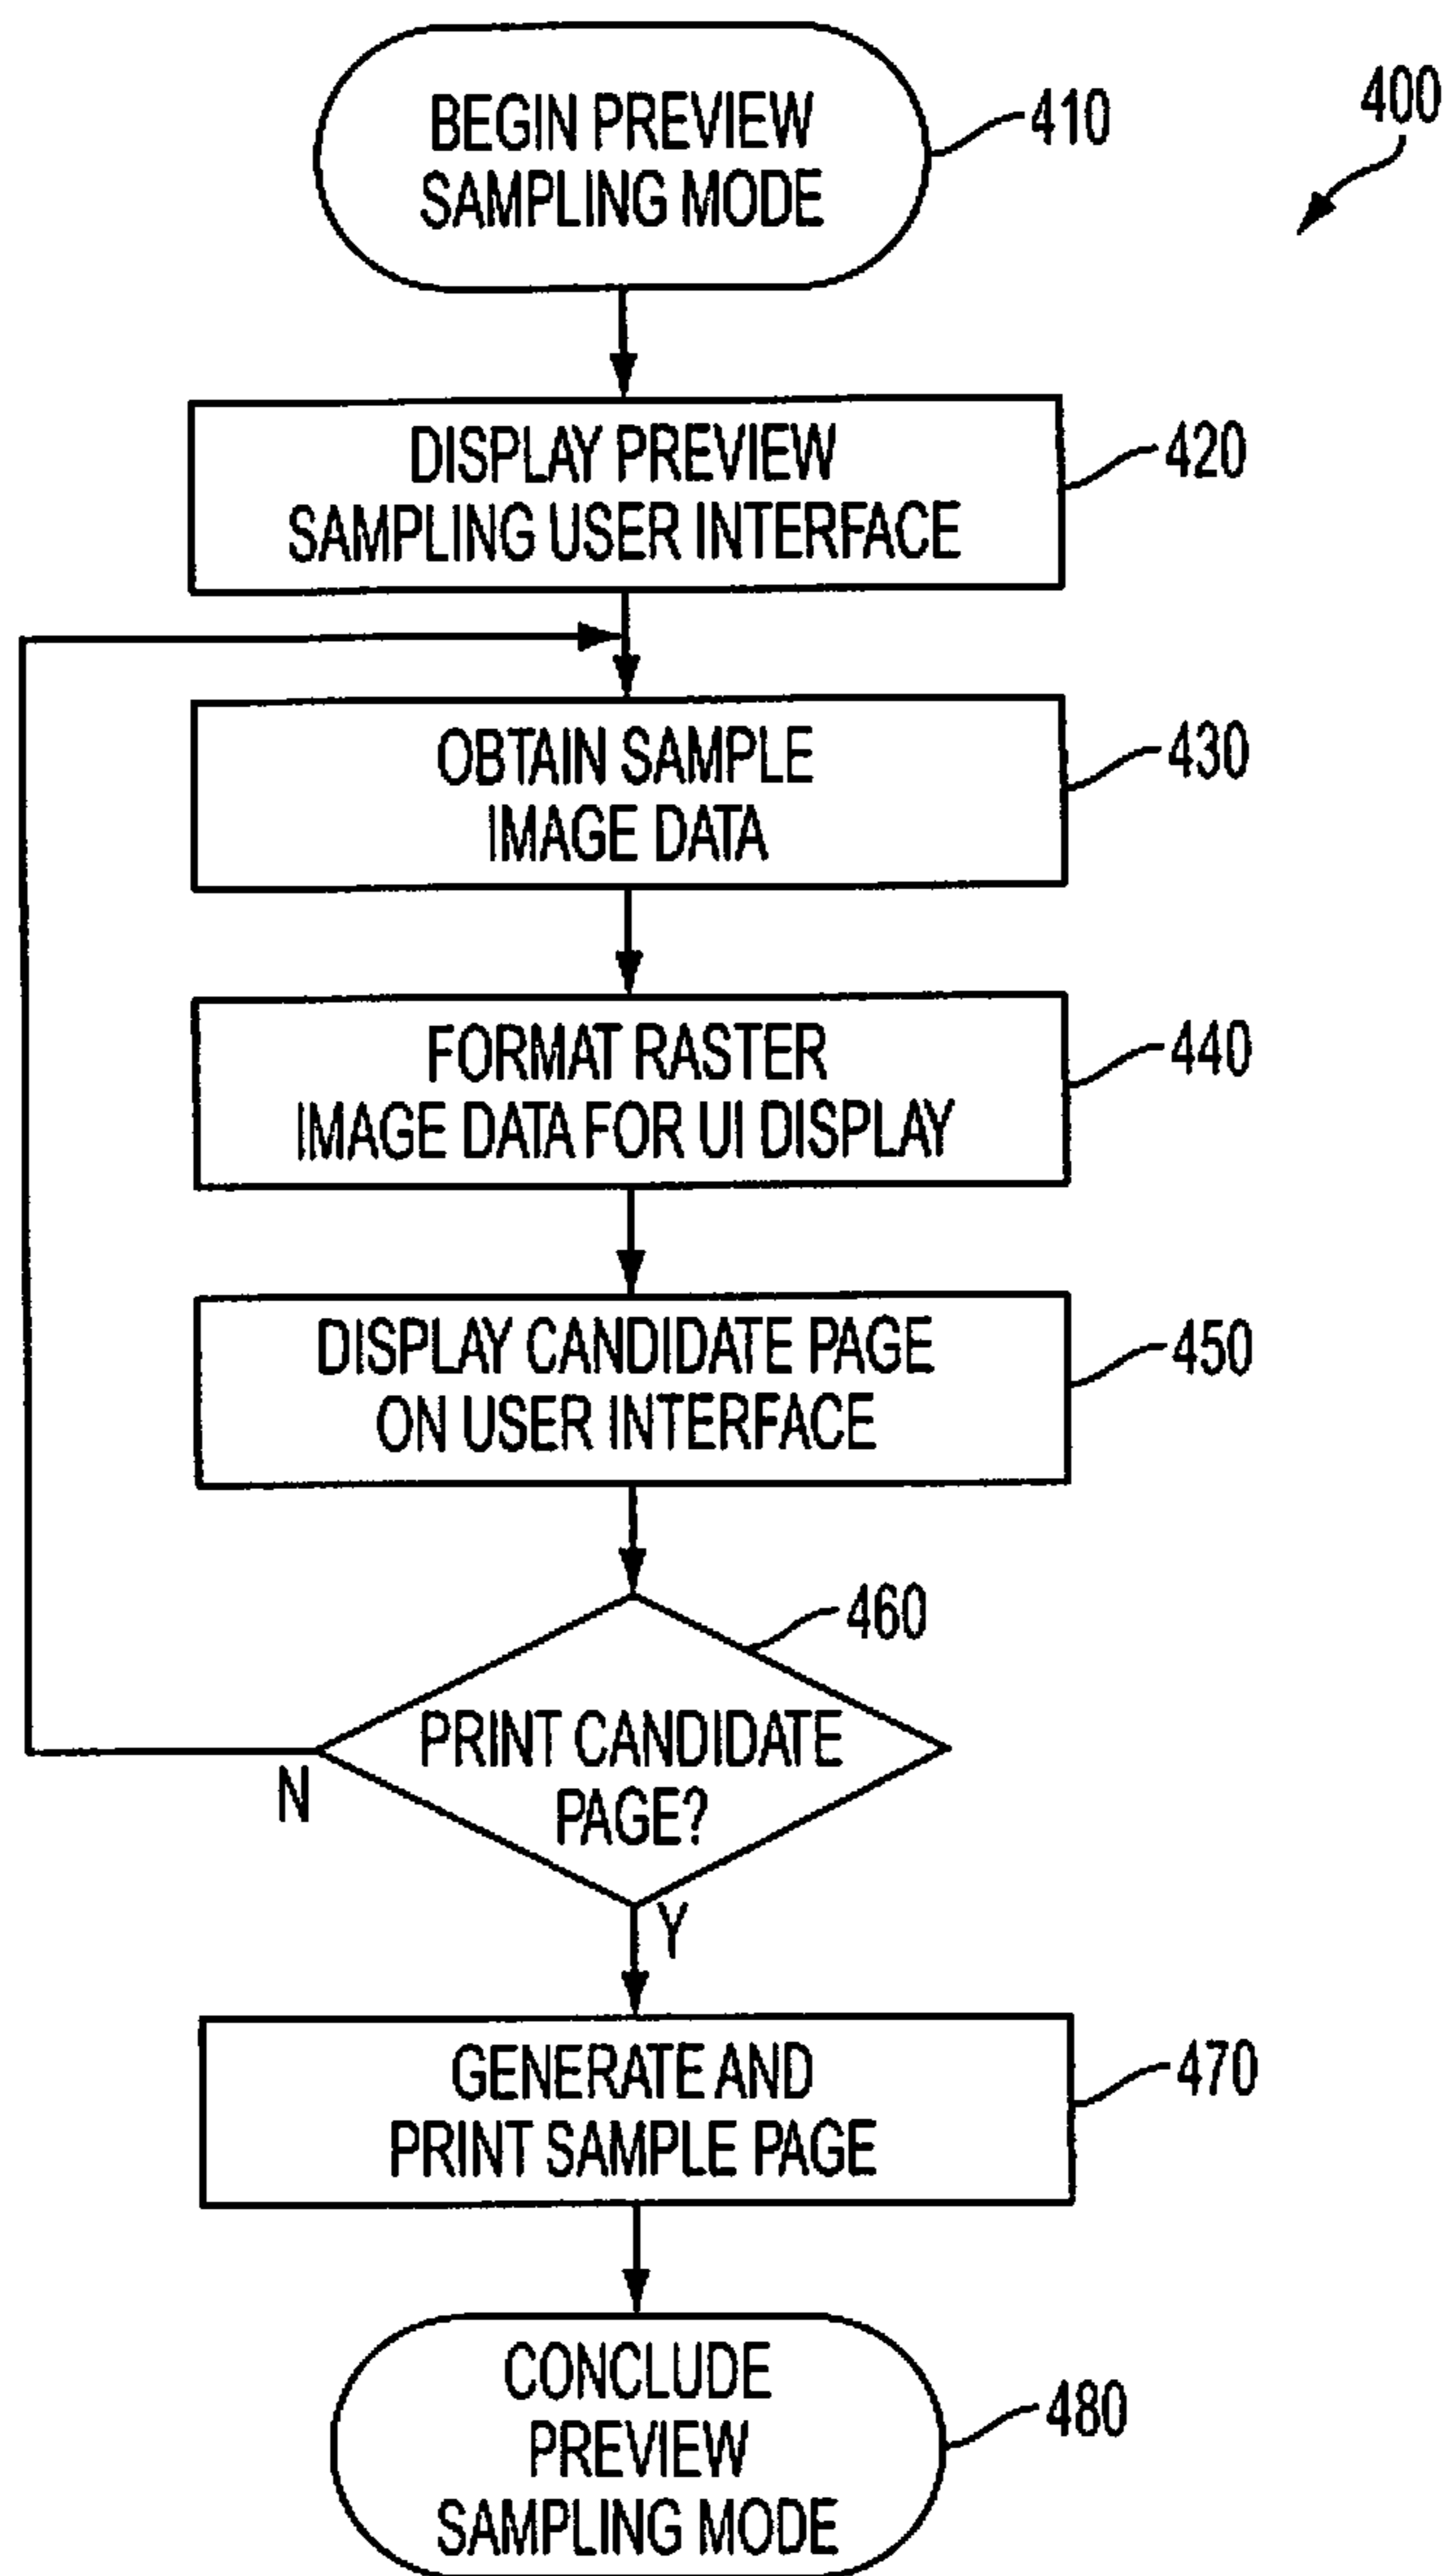 400
BEGIN PREVIEW
SAMPLING MODE
410
DISPLAY PREVIEW
SAMPLING USER INTERFACE
420
OBTAIN SAMPLE
IMAGE DATA
430
FORMAT RASTER
IMAGE DATA FOR UI DISPLAY
440
DISPLAY CANDIDATE PAGE
ON USER INTERFACE
450
460
PRINT CANDIDATE
PAGE?
N
Y
GENERATE AND
PRINT SAMPLE PAGE
470
CONCLUDE
PREVIEW
SAMPLING MODE
480